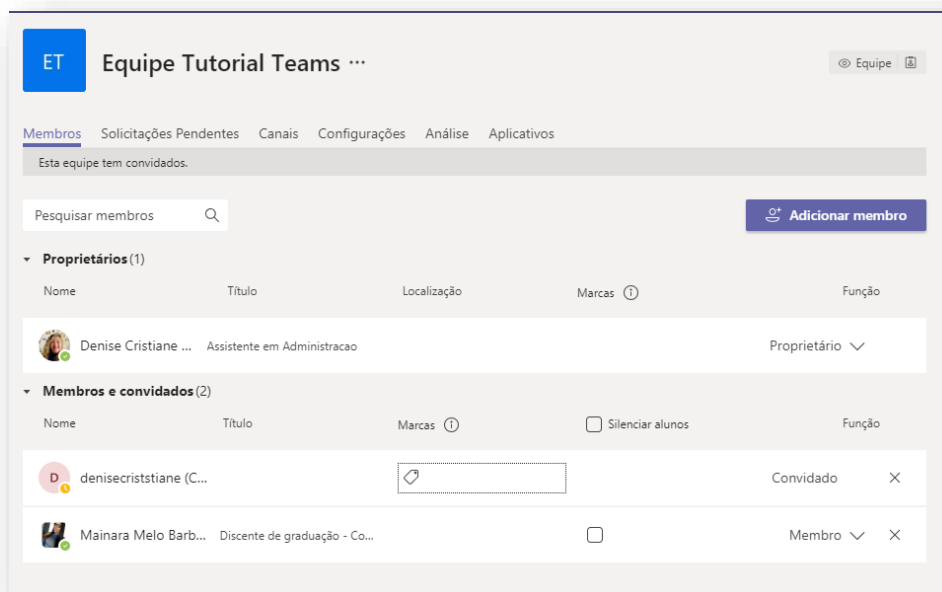 ET
Equipe Tutorial Teams ...
Equipe
Membros Solicitações Pendentes Canais Configurações Análise Aplicativos
Esta equipe tem convidados.
Pesquisar membros
Adicionar membro
Proprietários (1)
Nome Título Localização Marcas Função
Denise Cristiane ... Assistente em Administracao Proprietário
Membros e convidados (2)
Nome Título Marcas Silenciar alunos Função
D denisecriststiane (C... Convidado
Mainara Melo Barb... Discente de graduação - Co... Membro